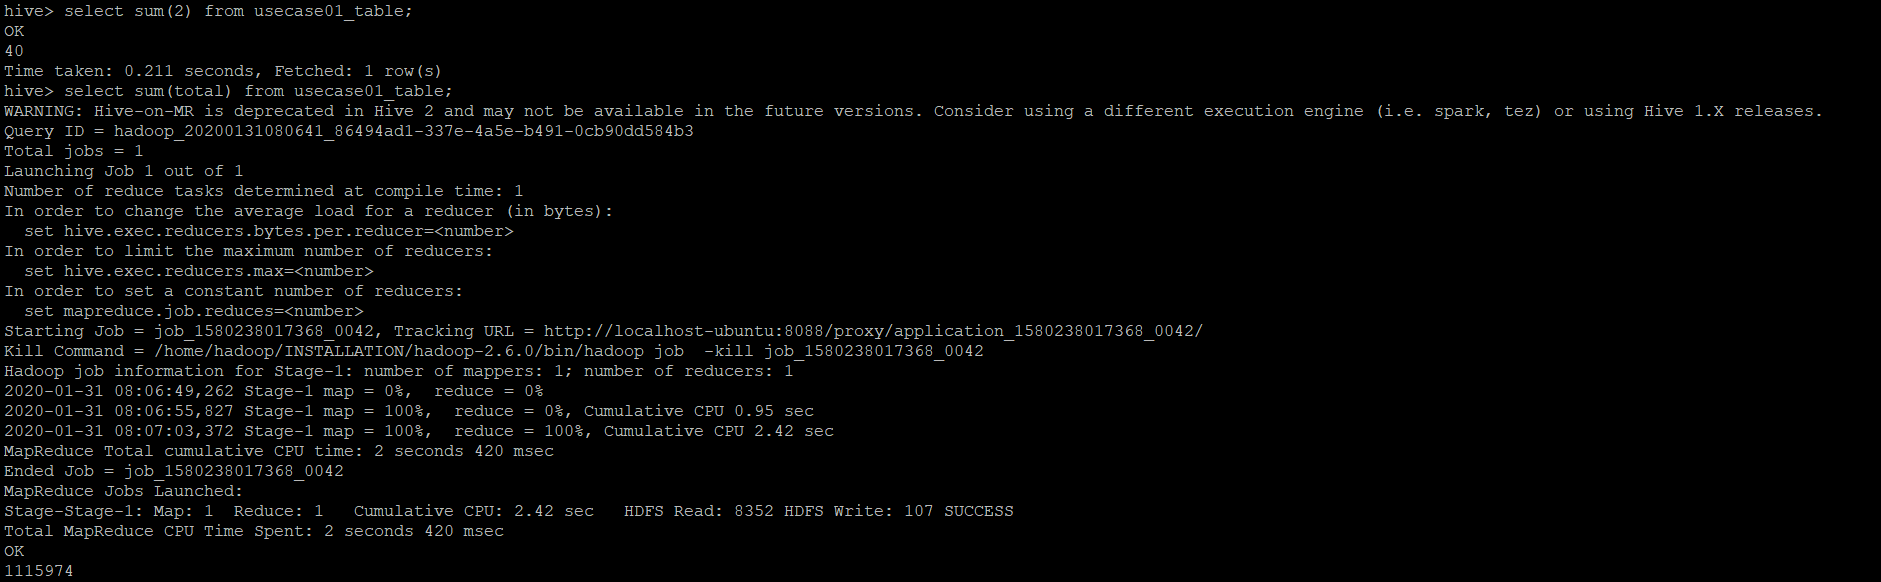 hive> select sum(2) from usecase01_table;
OK
40
Time taken: 0.211 seconds, Fetched: 1 row(s)
hive> select sum(total) from usecase01_table;
WARNING: Hive-on-MR is deprecated in Hive 2 and may not be available in the future versions. Consider using a different execution engine (i.e. spark, tez) or using Hive 1.X releases.
Query ID = hadoop_20200131080641_86494ad1-337e-4a5e-b491-0cb90dd584b3
Total jobs = 1
Launching Job 1 out of 1
Number of reduce tasks determined at compile time: 1
In order to change the average load for a reducer (in bytes):
  set hive.exec.reducers.bytes.per.reducer=<number>
In order to limit the maximum number of reducers:
  set hive.exec.reducers.max=<number>
In order to set a constant number of reducers:
  set mapreduce.job.reduces=<number>
Starting Job = job_1580238017368_0042, Tracking URL = http://localhost-ubuntu:8088/proxy/application_1580238017368_0042/
Kill Command = /home/hadoop/INSTALLATION/hadoop-2.6.0/bin/hadoop job  -kill job_1580238017368_0042
Hadoop job information for Stage-1: number of mappers: 1; number of reducers: 1
2020-01-31 08:06:49,262 Stage-1 map = 0%,  reduce = 0%
2020-01-31 08:06:55,827 Stage-1 map = 100%,  reduce = 0%, Cumulative CPU 0.95 sec
2020-01-31 08:07:03,372 Stage-1 map = 100%,  reduce = 100%, Cumulative CPU 2.42 sec
MapReduce Total cumulative CPU time: 2 seconds 420 msec
Ended Job = job_1580238017368_0042
MapReduce Jobs Launched:
Stage-Stage-1: Map: 1  Reduce: 1   Cumulative CPU: 2.42 sec   HDFS Read: 8352 HDFS Write: 107 SUCCESS
Total MapReduce CPU Time Spent: 2 seconds 420 msec
OK
1115974